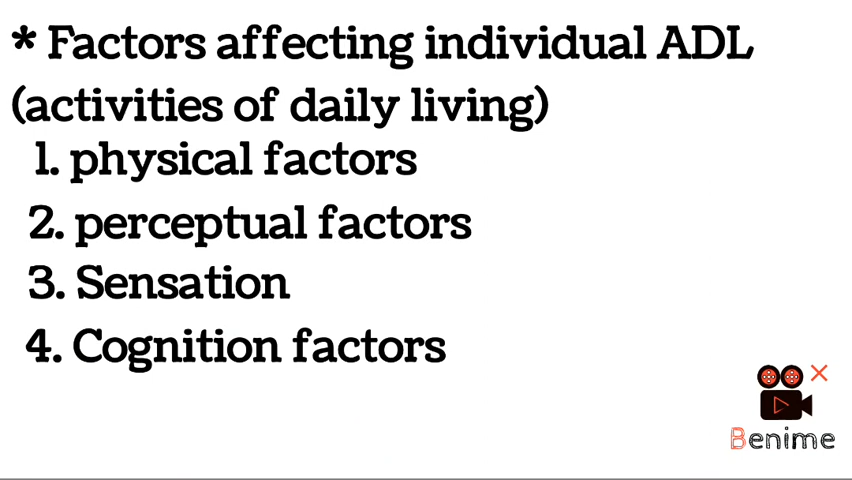 * Factors affecting individual ADL
(activities of daily living)
1. physical factors
2. perceptual factors
3. Sensation
4. Cognition factors
Benime